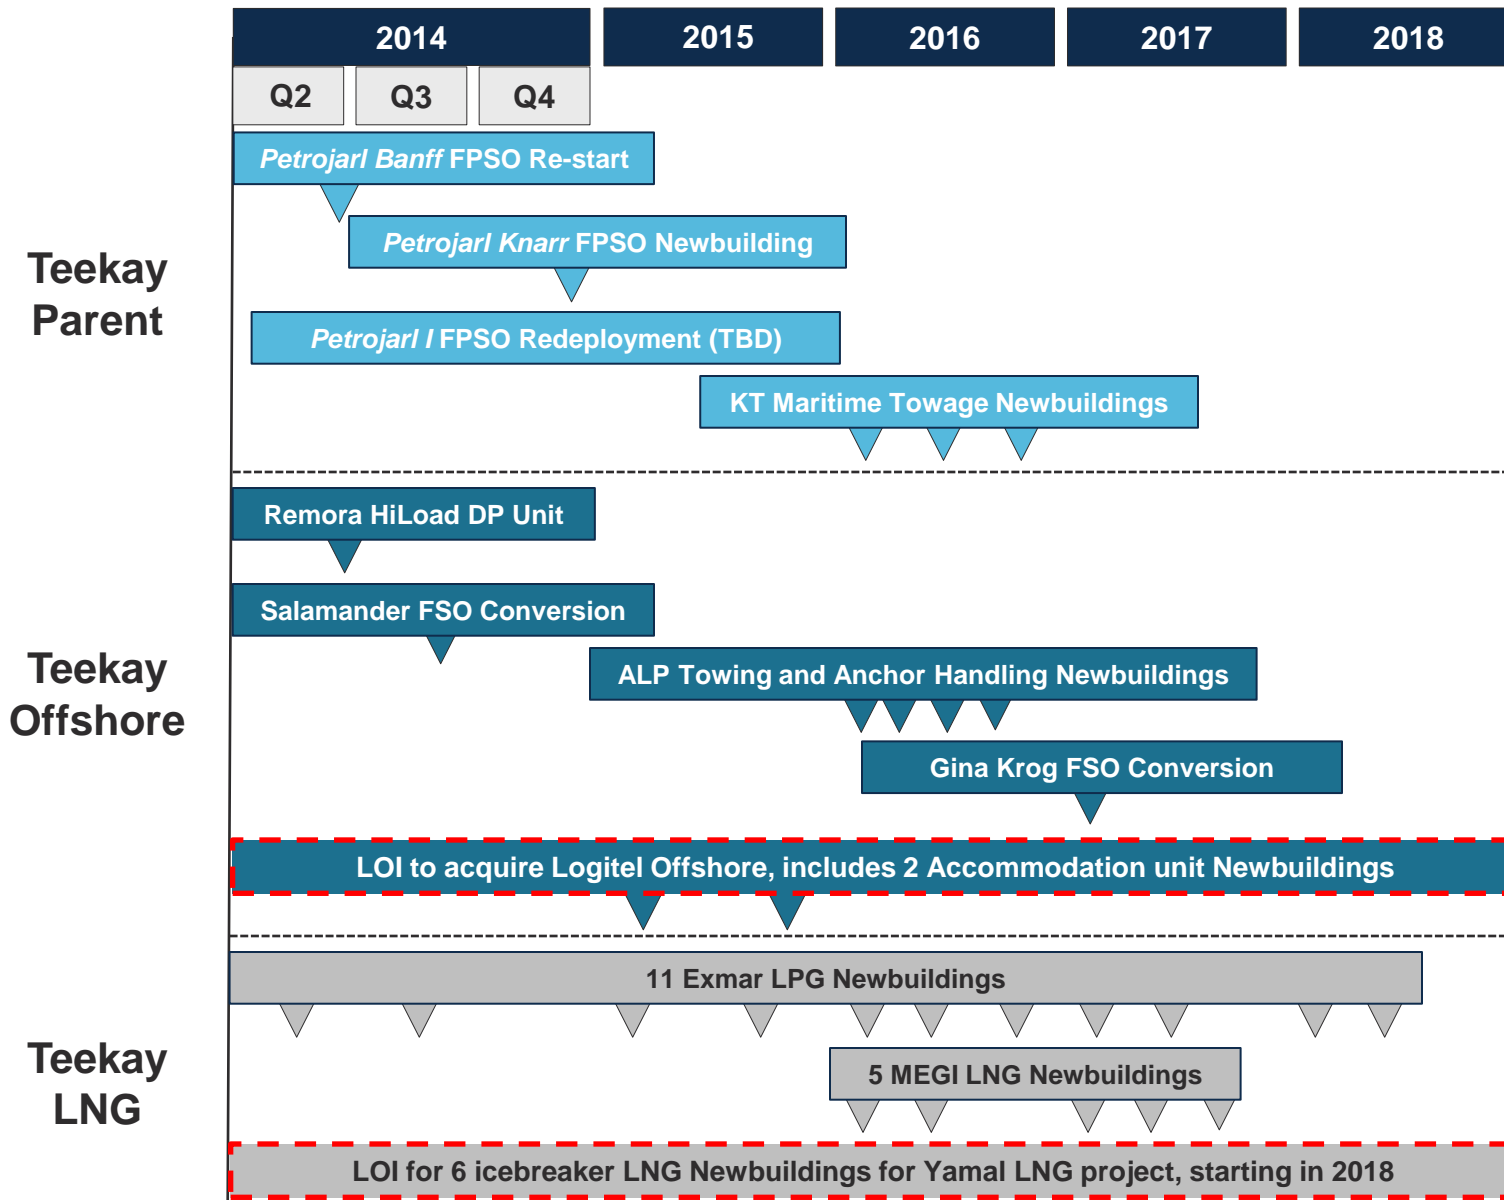 2014
2015
2016
2017
2018
Q2
Q3
Q4
Teekay
Parent
Petrojarl Banff FPSO Re-start
Petrojarl Knarr FPSO Newbuilding
Petrojarl I FPSO Redeployment (TBD)
KT Maritime Towage Newbuildings
Teekay
Offshore
Remora HiLoad DP Unit
Salamander FSO Conversion
ALP Towing and Anchor Handling Newbuildings
Gina Krog FSO Conversion
LOI to acquire Logitel Offshore, includes 2 Accommodation unit Newbuildings
Teekay
LNG
11 Exmar LPG Newbuildings
5 MEGI LNG Newbuildings
LOI for 6 icebreaker LNG Newbuildings for Yamal LNG project, starting in 2018